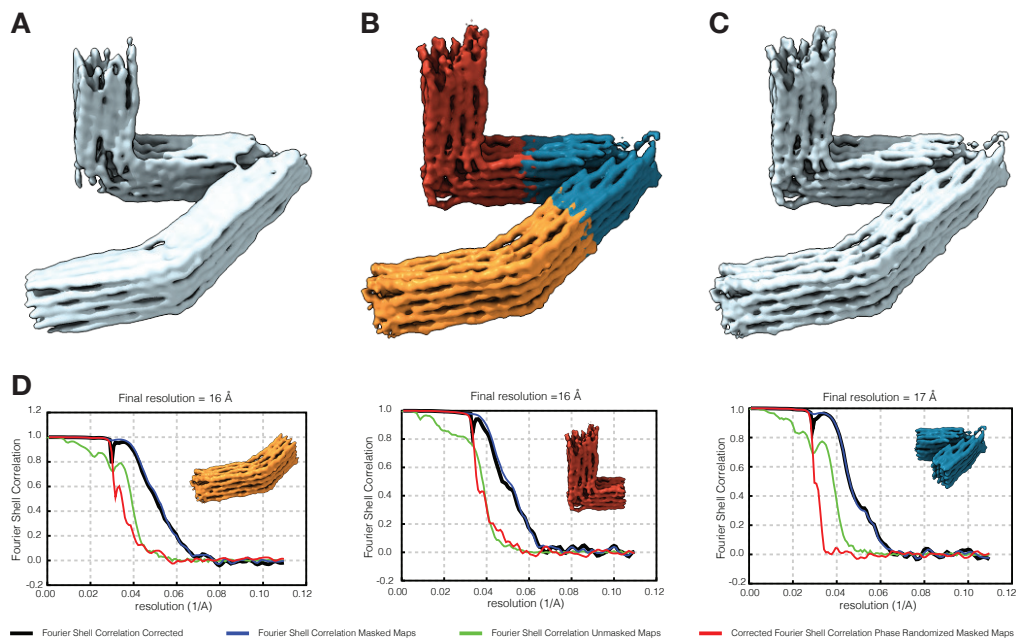 A
B
C
D
Final resolution = 16 Å
Fourier Shell Correlation
1.2
1.0
0.8
0.6
0.4
0.2
0.0
-0.2
0.00 0.02 0.04 0.06 0.08 0.10 0.12
resolution (1/A)
Final resolution =16 Å
Fourier Shell Correlation
1.0
0.8
0.6
0.4
0.2
0.0
-0.2
0.00 0.02 0.04 0.06 0.08 0.10 0.12
resolution (1/A)
Final resolution = 17 Å
Fourier Shell Correlation
1.0
0.8
0.6
0.4
0.2
0.0
-0.2
0.00 0.02 0.04 0.06 0.08 0.10 0.12
resolution (1/A)
Fourier Shell Correlation Corrected
Fourier Shell Correlation Masked Maps
Fourier Shell Correlation Unmasked Maps
Corrected Fourier Shell Correlation Phase Randomized Masked Maps